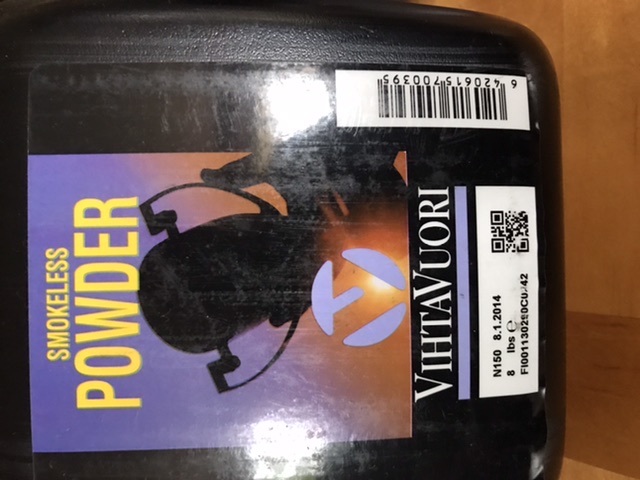 SMOKELESS
POWDER
VIHTAVUORI
N150 8.1.2014
8 lbs ℮
6 420615 700395